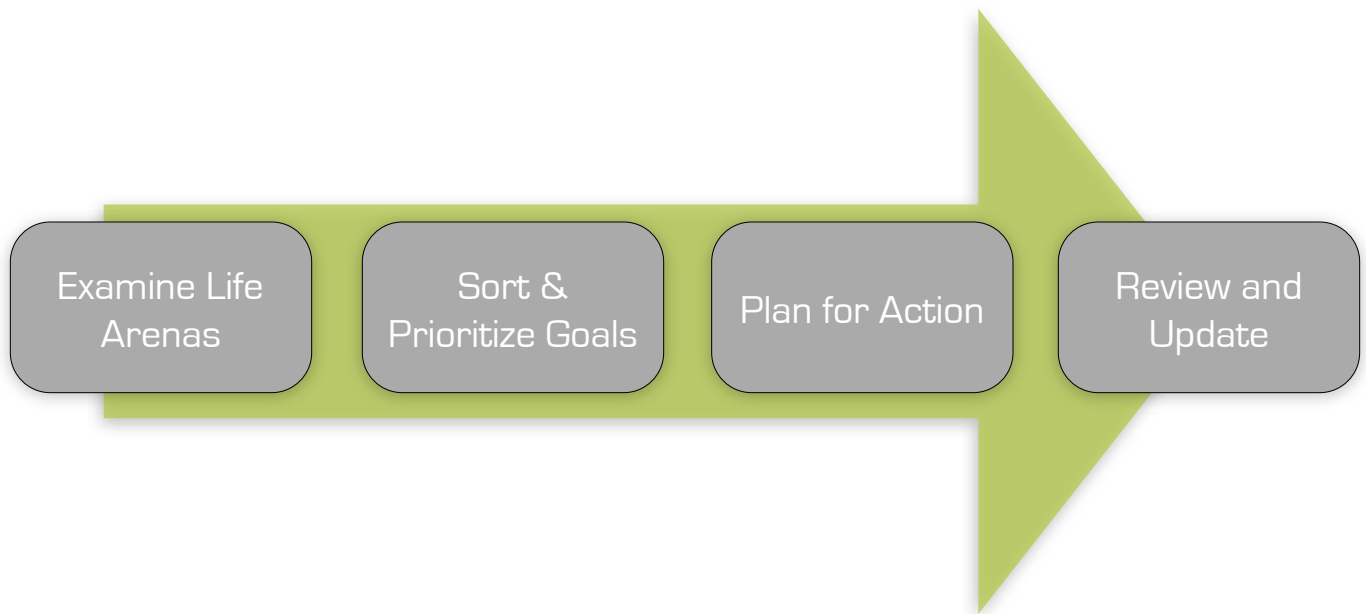 Examine Life
Arenas
Sort &
Prioritize Goals
Plan for Action
Review and
Update